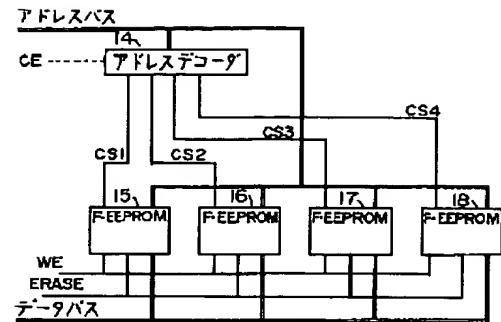 アドレスバス
14
CE
アドレスデコーダ
CS4
CS3
CS1
CS2
15 16 17 18
F-EEPROM F-EEPROM F-EEPROM F-EEPROM
WE
ERASE
データバス